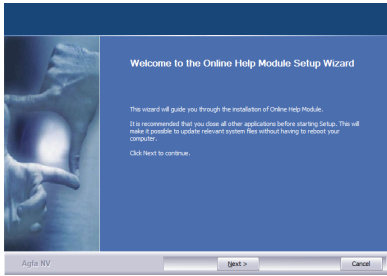 Welcome to the Online Help Module Setup Wizard
This wizard will guide you through the installation of Online Help Module.
It is recommended that you close all other applications before starting Setup. This will
make it possible to update relevant system files without having to reboot your
computer.
Click Next to continue.
Agfa NV
Next >
Cancel